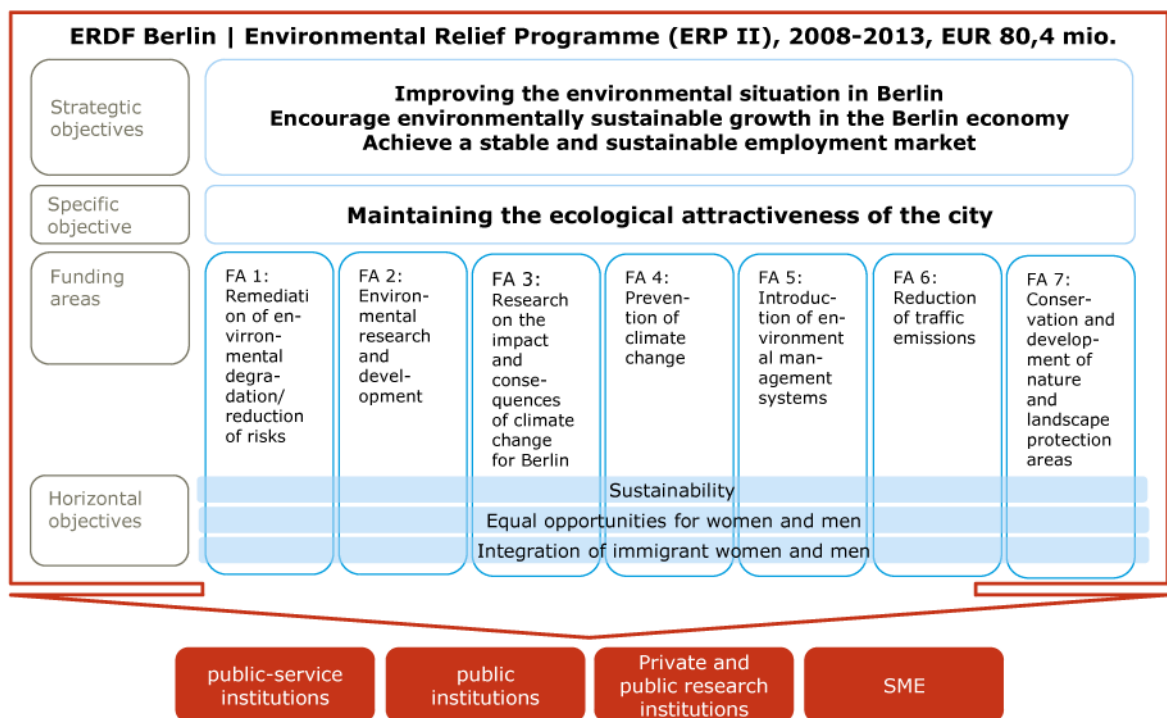 ERDF Berlin | Environmental Relief Programme (ERP II), 2008-2013, EUR 80,4 mio.
Strategtic
objectives
Improving the environmental situation in Berlin
Encourage environmentally sustainable growth in the Berlin economy
Achieve a stable and sustainable employment market
Specific
objective
Maintaining the ecological attractiveness of the city
Funding
areas
FA 1:
Remediati
on of en-
virron-
mental
degra-
dation/
reduction
of risks
FA 2:
Environ-
mental
research
and
devel-
opment
FA 3:
Research
on the
impact
and
conse-
quences
of climate
change
for Berlin
FA 4:
Preven-
tion of
climate
change
FA 5:
Introduc-
tion of en-
vironment
al man-
agement
systems
FA 6:
Reduction
of traffic
emissions
FA 7:
Conser-
vation and
develop-
ment of
nature
and
landscape
protection
areas
Horizontal
objectives
Sustainability
Equal opportunities for women and men
Integration of immigrant women and men
public-service
institutions
public
institutions
Private and
public research
institutions
SME